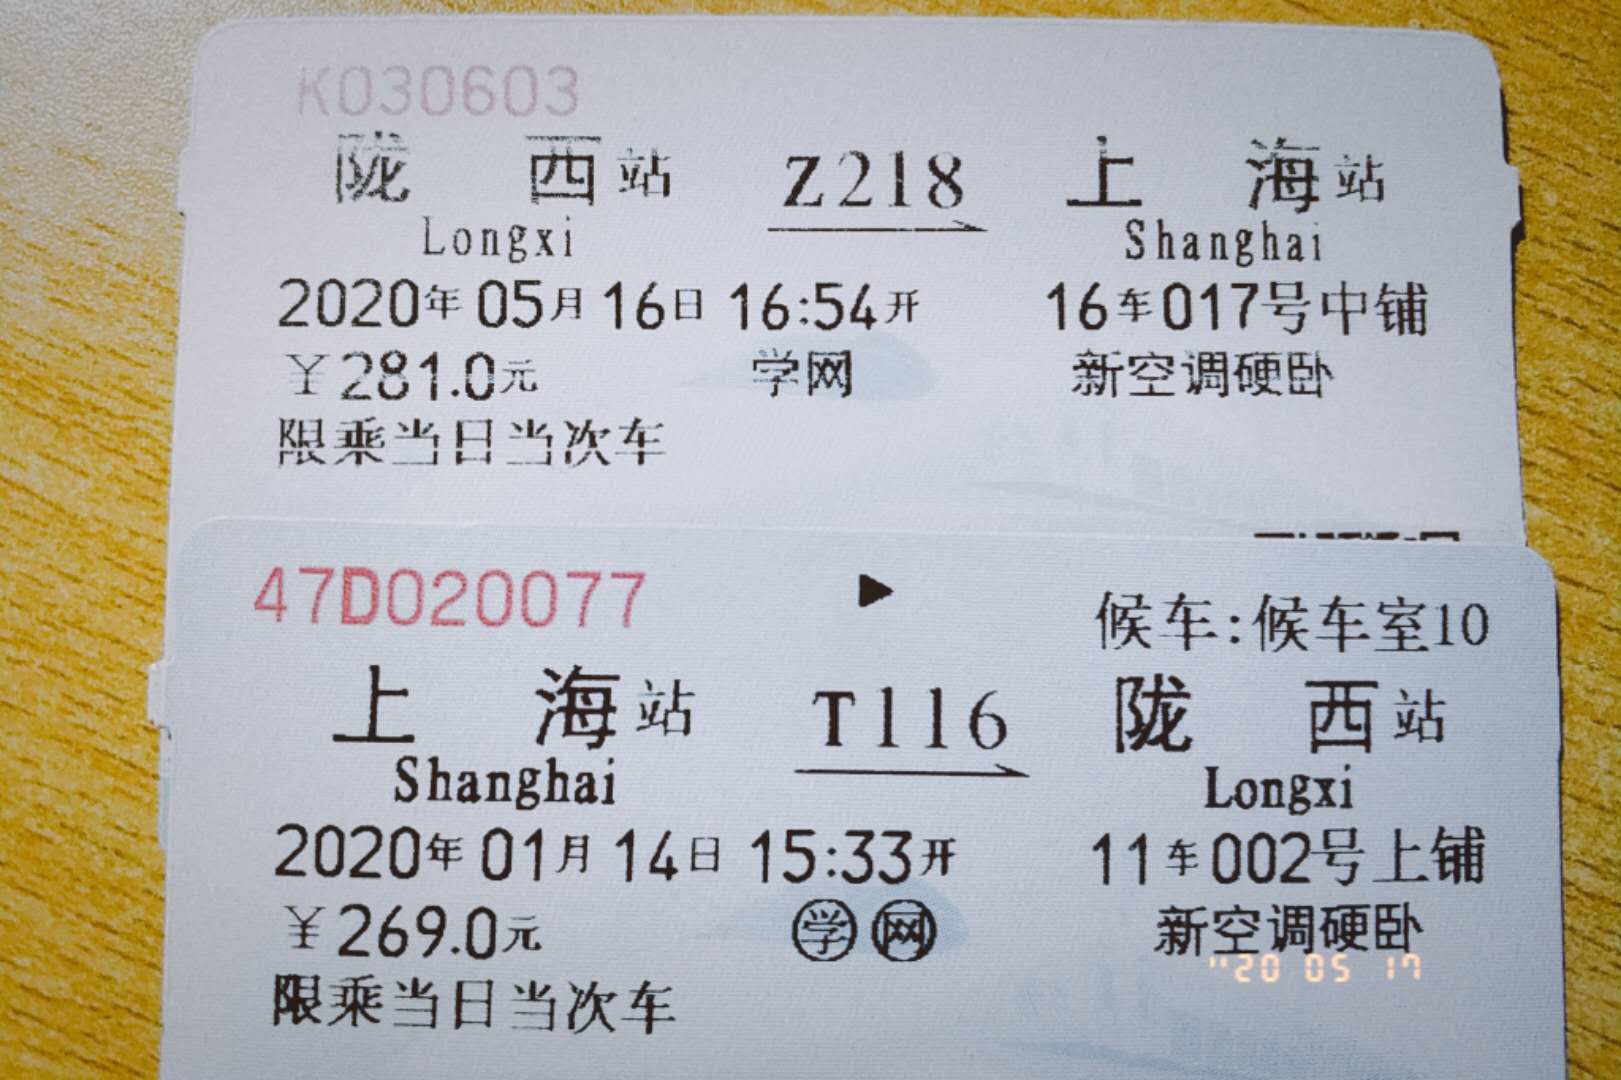 K030603
陇 西站 Z218 上 海站
Longxi Shanghai
2020年05月16日 16:54开 16车017号中铺
￥281.0元 学网 新空调硬卧
限乘当日当次车
47D020077 候车:候车室10
上 海站 T116 陇 西站
Shanghai Longxi
2020年01月14日 15:33开 11车002号上铺
￥269.0元 学 网 新空调硬卧
"20 05 17
限乘当日当次车